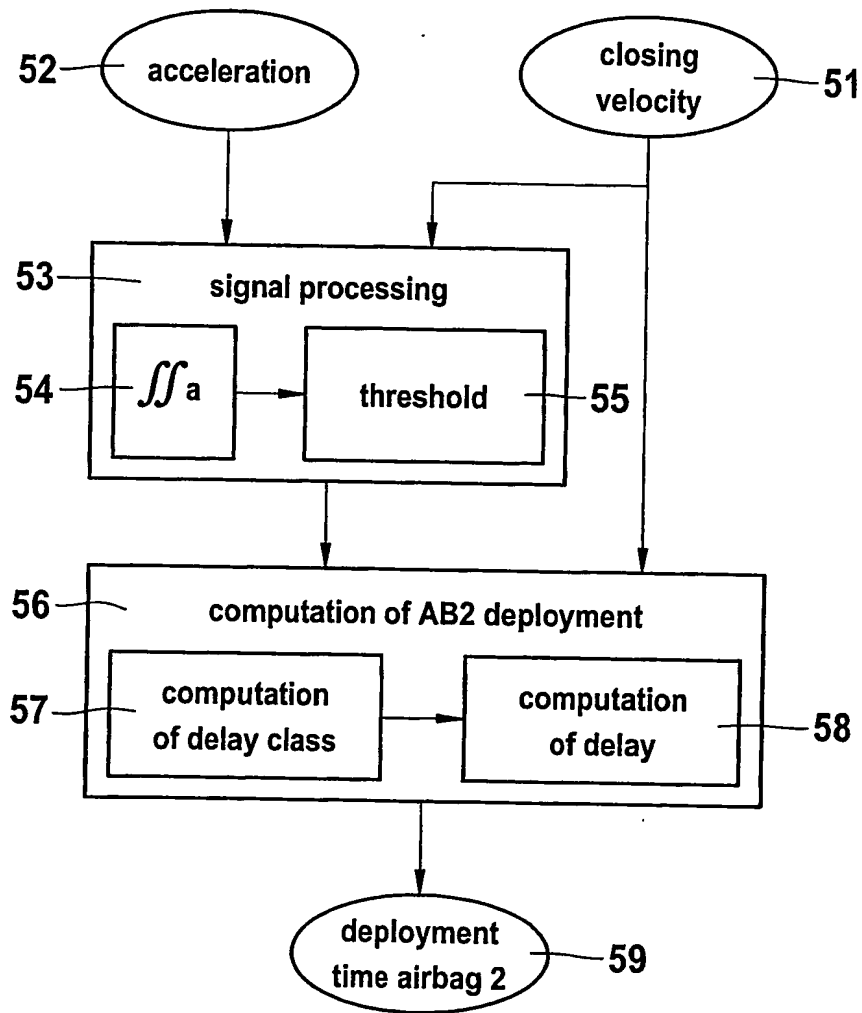 52
acceleration
closing
velocity
51
53
signal processing
54
∬ a
threshold
55
56
computation of AB2 deployment
57
computation
of delay class
computation
of delay
58
deployment
time airbag 2
59